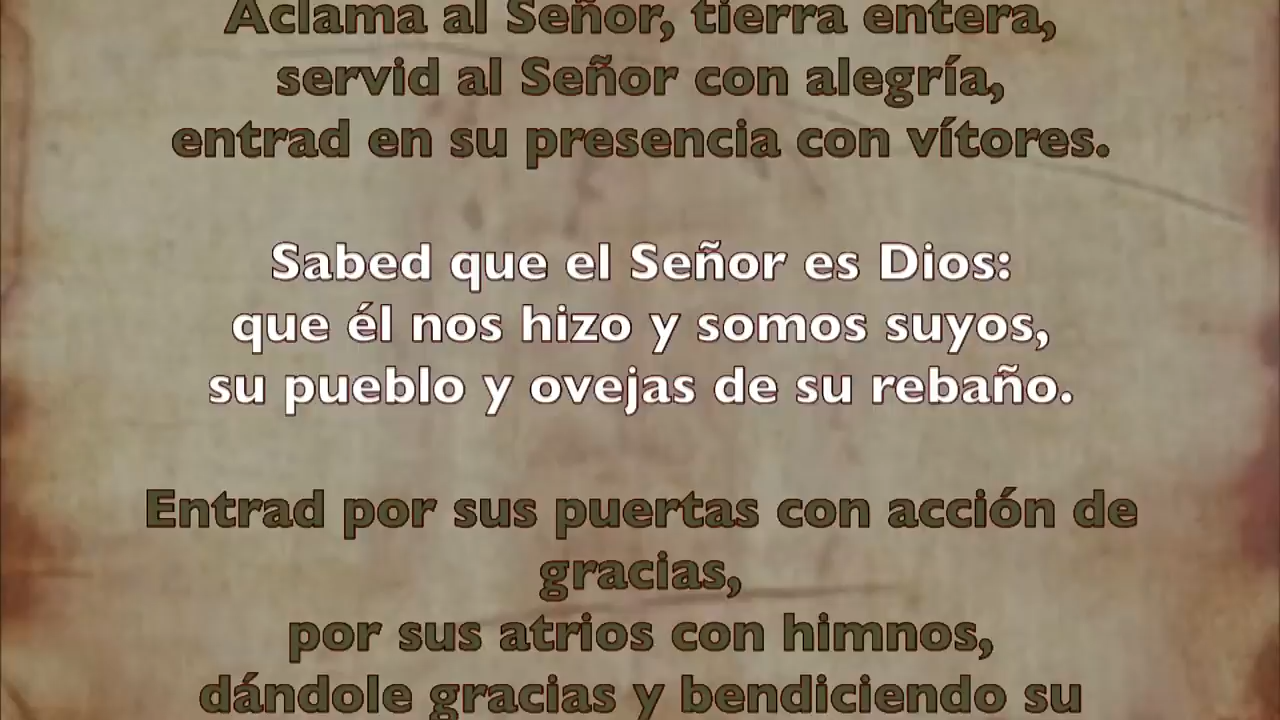 Aclama al Señor, tierra entera,
servid al Señor con alegría,
entrad en su presencia con vítores.
Sabed que el Señor es Dios:
que él nos hizo y somos suyos,
su pueblo y ovejas de su rebaño.
Entrad por sus puertas con acción de
gracias,
por sus atrios con himnos,
dándole gracias y bendiciendo su